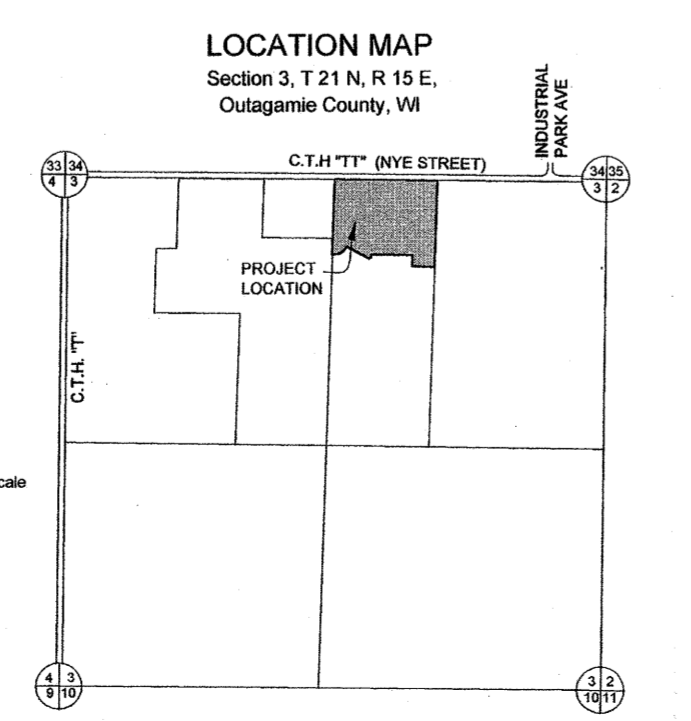 LOCATION MAP
Section 3, T 21 N, R 15 E,
Outagamie County, WI
INDUSTRIAL
PARK AVE
C.T.H "TT" (NYE STREET)
33 34
4 3
34 35
3 2
PROJECT
LOCATION
C.T.H. "T"
cale
4 3
9 10
3 2
10 11